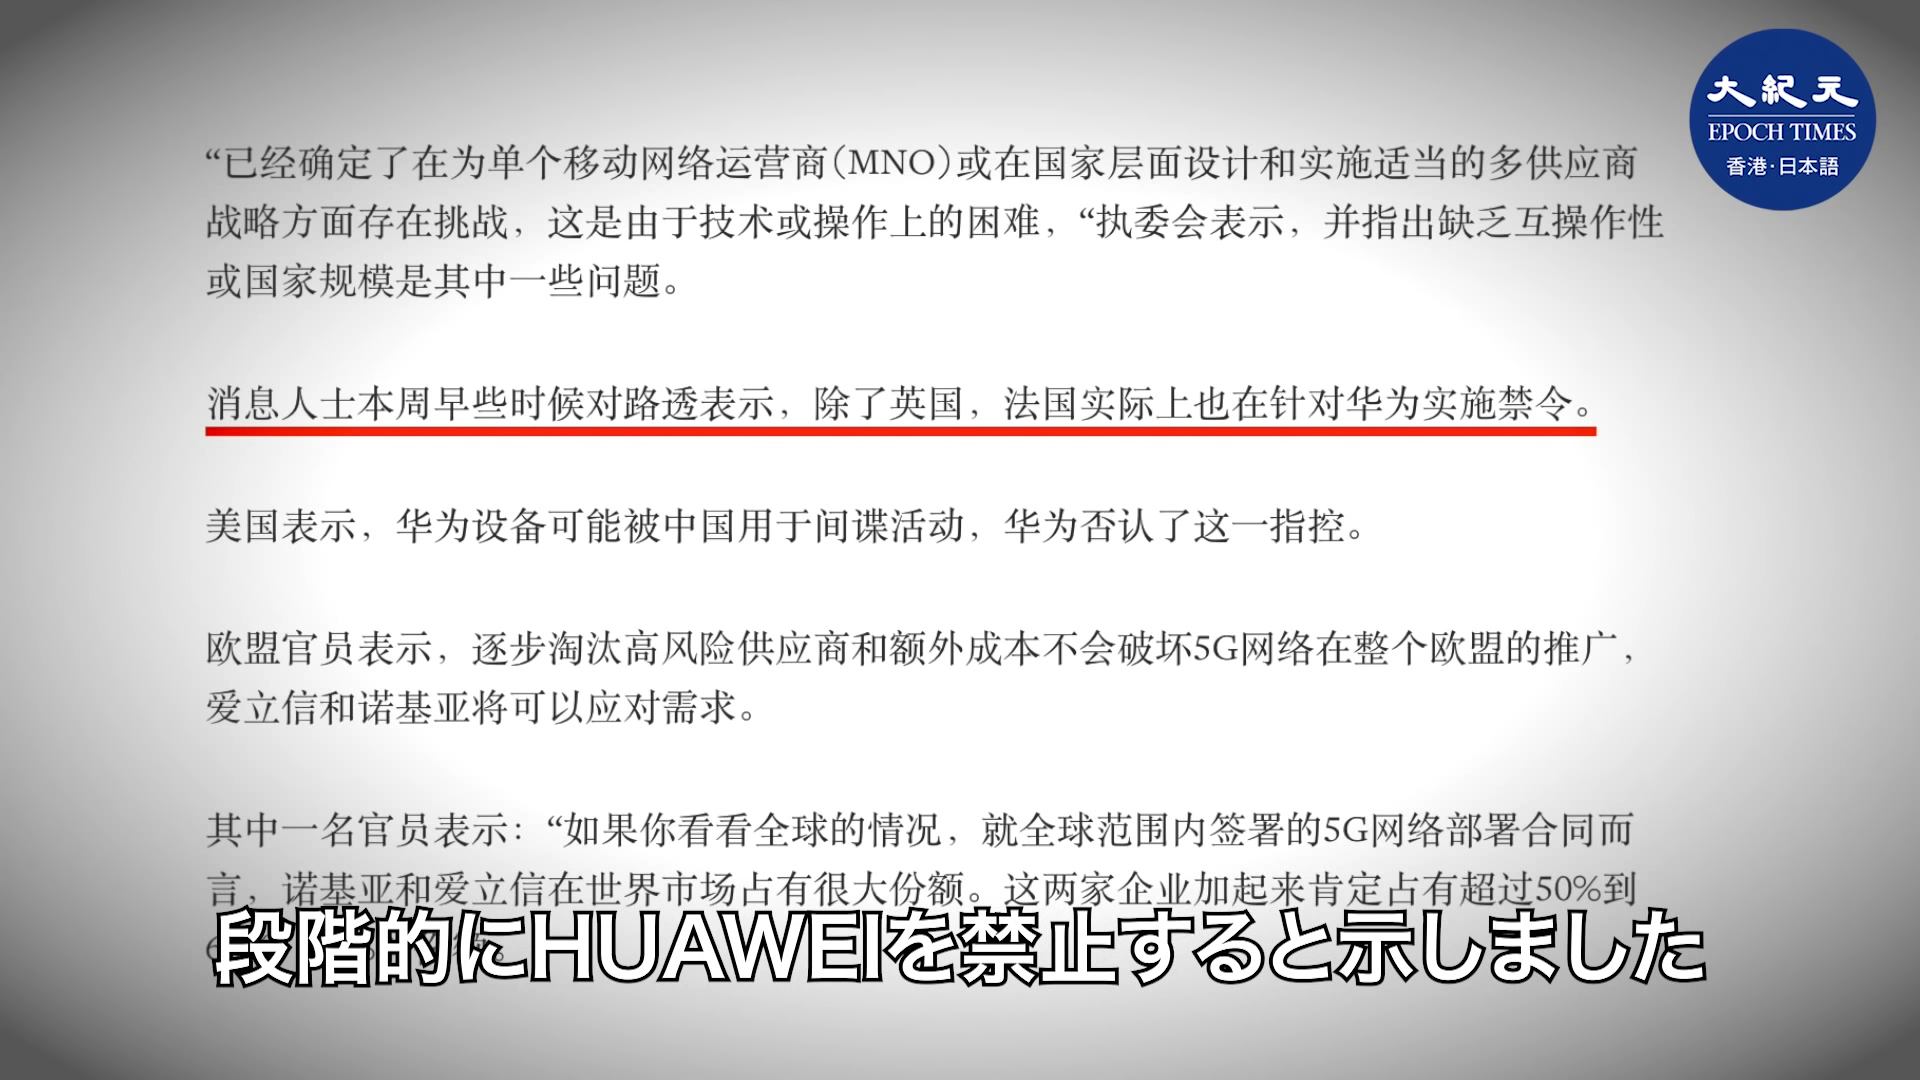 大紀元
EPOCH TIMES
香港·日本語
“已经确定了在为单个移动网络运营商(MNO)或在国家层面设计和实施适当的多供应商
战略方面存在挑战，这是由于技术或操作上的困难，“执委会表示，并指出缺乏互操作性
或国家规模是其中一些问题。
消息人士本周早些时候对路透表示，除了英国，法国实际上也在针对华为实施禁令。
美国表示，华为设备可能被中国用于间谍活动，华为否认了这一指控。
欧盟官员表示，逐步淘汰高风险供应商和额外成本不会破坏5G网络在整个欧盟的推广，
爱立信和诺基亚将可以应对需求。
其中一名官员表示：“如果你看看全球的情况，就全球范围内签署的5G网络部署合同而
言，诺基亚和爱立信在世界市场占有很大份额。这两家企业加起来肯定占有超过50%到
段階的にHUAWEIを禁止すると示しました